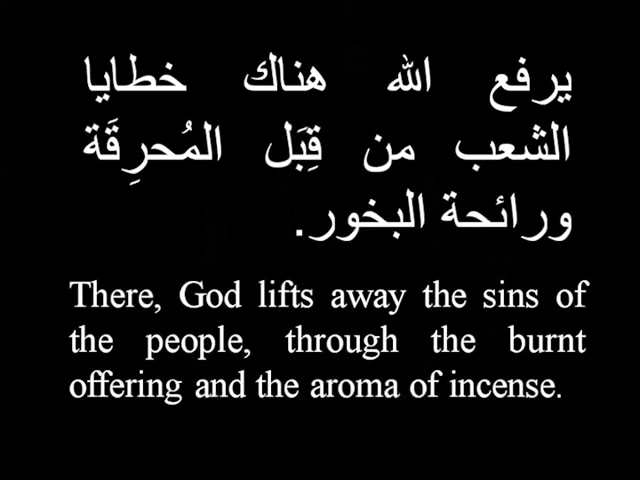 يرفع الله هناك خطايا
الشعب من قِبَل المُحرِقَة
ورائحة البخور.
There, God lifts away the sins of
the people, through the burnt
offering and the aroma of incense.